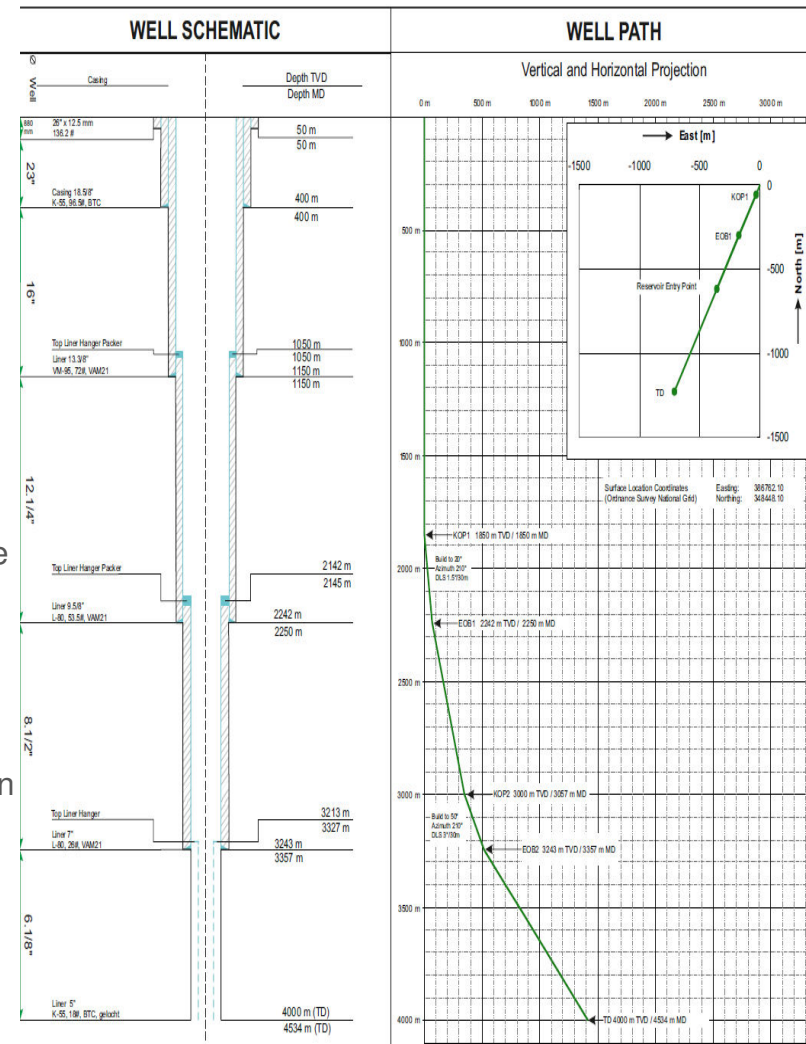 WELL SCHEMATIC
Ø Well
Casing
Depth TVD
Depth MD
880 mm
26" x 12.5 mm
136.2 #
50 m
50 m
23"
Casing 18.5/8"
K-55, 96.5#, BTC
400 m
400 m
16"
Top Liner Hanger Packer
1050 m
1050 m
Liner 13.3/8"
VM-95, 72#, VAM21
1150 m
1150 m
12.1/4"
e
Top Liner Hanger Packer
2142 m
2145 m
Liner 9.5/8"
L-80, 53.5#, VAM21
2242 m
2250 m
8.1/2"
n
Top Liner Hanger
3213 m
3327 m
Liner 7"
L-80, 26#, VAM21
3243 m
3357 m
6.1/8"
Liner 5"
K-55, 18#, BTC, gelocht
4000 m (TD)
4534 m (TD)
WELL PATH
Vertical and Horizontal Projection
0 m 500 m 1000 m 1500 m 2000 m 2500 m 3000 m
East [m]
-1500 -1000 -500 0
0
KOP1
EOB1
-500
Reservoir Entry Point
North [m]
-1000
TD
-1500
500 m
1000 m
1500 m
Surface Location Coordinates Easting: 386762.10
(Ordnance Survey National Grid) Northing: 348448.10
KOP1 1850 m TVD / 1850 m MD
Build to 20°
Azimuth 210°
DLS 1.5°/30m
2000 m
EOB1 2242 m TVD / 2250 m MD
2500 m
3000 m
KOP2 3000 m TVD / 3057 m MD
Build to 50°
Azimuth 210°
DLS 3°/30m
EOB2 3243 m TVD / 3357 m MD
3500 m
4000 m
TD 4000 m TVD / 4534 m MD